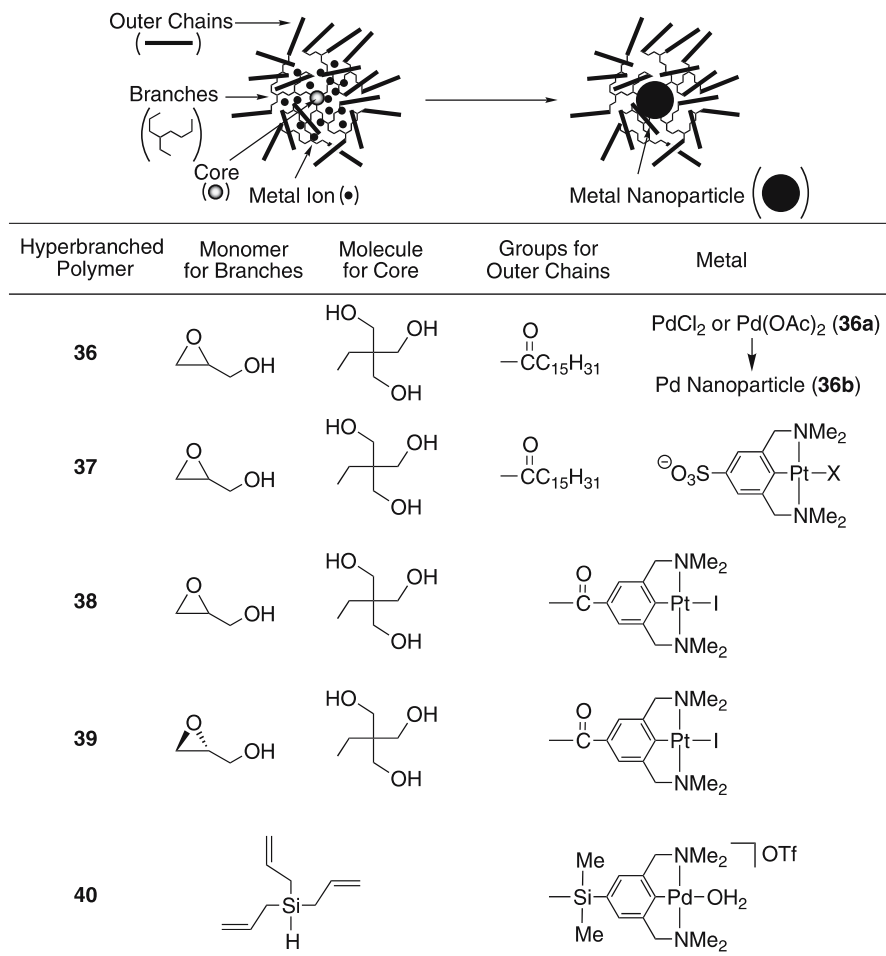 Outer Chains
( )
Branches
Core
( )
Metal Ion ( )
Metal Nanoparticle
Hyperbranched Polymer
Monomer for Branches
Molecule for Core
Groups for Outer Chains
Metal
36
O
OH
HO
OH
OH
O
CC15H31
PdCl2 or Pd(OAc)2 (36a)
Pd Nanoparticle (36b)
37
O
OH
HO
OH
OH
O
CC15H31
NMe2
⊖O3S
Pt
X
NMe2
38
O
OH
HO
OH
OH
O
C
NMe2
Pt
I
NMe2
39
O
OH
HO
OH
OH
O
C
NMe2
Pt
I
NMe2
40
Si
H
Me
Si
Me
NMe2
Pd
OH2
NMe2
OTf